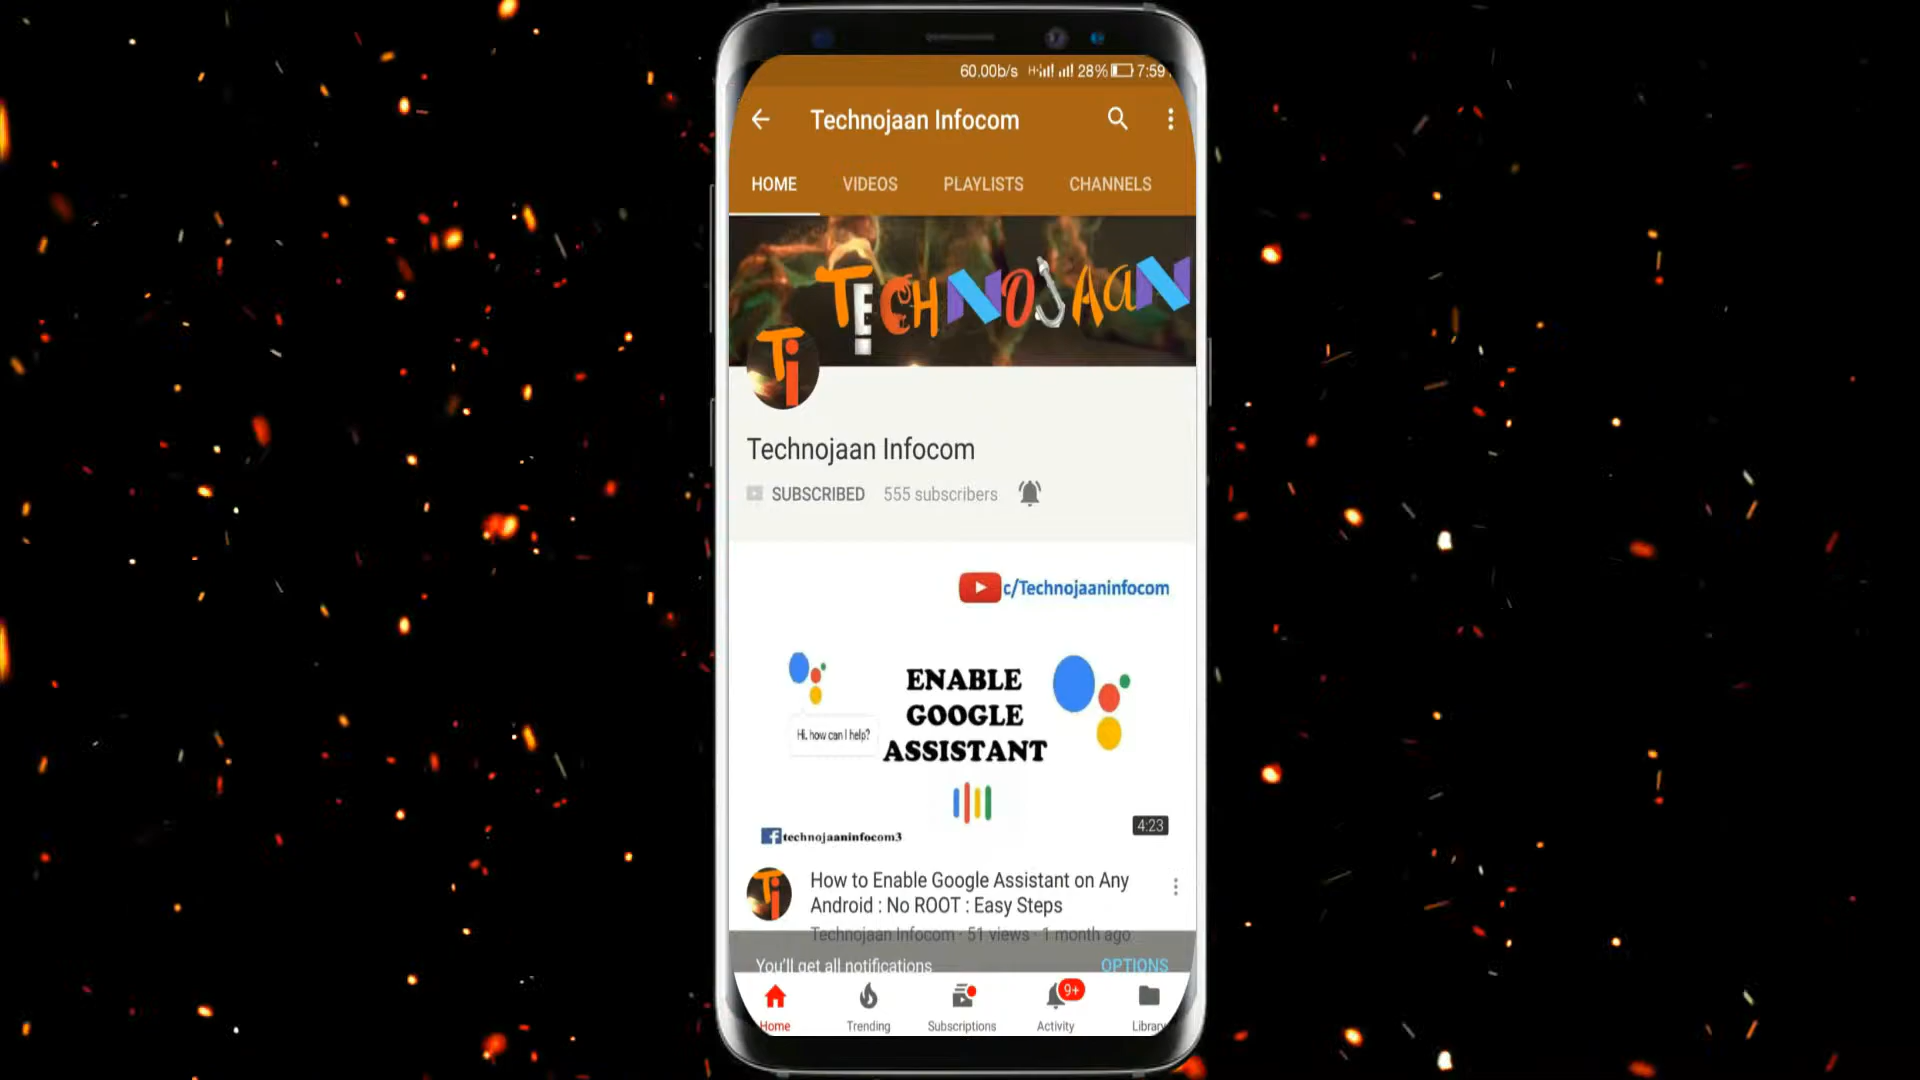 60.00b/s 28% 7:59
Technojaan Infocom
HOME VIDEOS PLAYLISTS CHANNELS
TECHNOJAAN
Ti
Technojaan Infocom
SUBSCRIBED 555 subscribers
c/Technojaaninfocom
ENABLE
GOOGLE
ASSISTANT
Hi, how can I help?
technojaaninfocom3
4:23
Ti
How to Enable Google Assistant on Any
Android : No ROOT : Easy Steps
Technojaan Infocom · 51 views · 1 month ago
You'll get all notifications OPTIONS
9+
Home Trending Subscriptions Activity Library